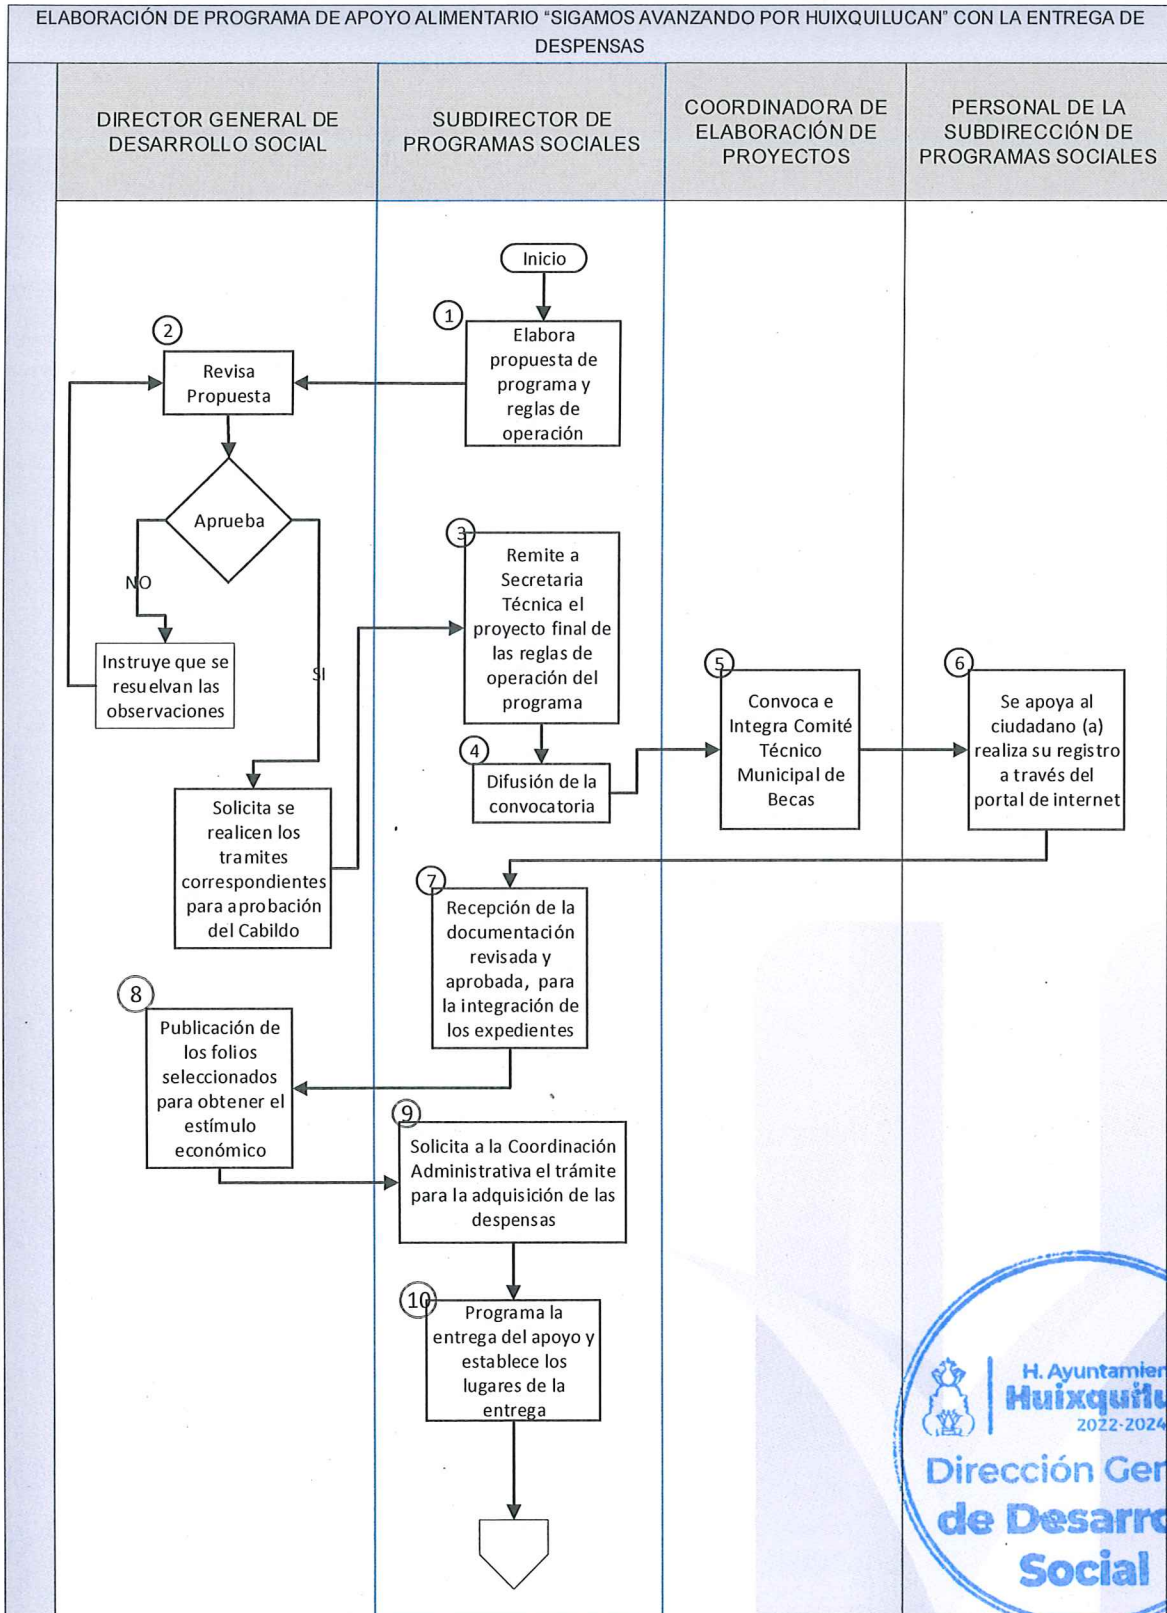 ELABORACIÓN DE PROGRAMA DE APOYO ALIMENTARIO "SIGAMOS AVANZANDO POR HUIXQUILUCAN" CON LA ENTREGA DE
DESPENSAS
DIRECTOR GENERAL DE
DESARROLLO SOCIAL
SUBDIRECTOR DE
PROGRAMAS SOCIALES
COORDINADORA DE
ELABORACIÓN DE
PROYECTOS
PERSONAL DE LA
SUBDIRECCIÓN DE
PROGRAMAS SOCIALES
Inicio
1
Elabora
propuesta de
programa y
reglas de
operación
2
Revisa
Propuesta
Aprueba
NO
SI
Instruye que se
resuelvan las
observaciones
Solicita se
realicen los
tramites
correspondientes
para aprobación
del Cabildo
3
Remite a
Secretaria
Técnica el
proyecto final de
las reglas de
operación del
programa
4
Difusión de la
convocatoria
5
Convoca e
Integra Comité
Técnico
Municipal de
Becas
6
Se apoya al
ciudadano (a)
realiza su registro
a través del
portal de internet
7
Recepción de la
documentación
revisada y
aprobada, para
la integración de
los expedientes
8
Publicación de
los folios
seleccionados
para obtener el
estímulo
económico
9
Solicita a la Coordinación
Administrativa el trámite
para la adquisición de las
despensas
10
Programa la
entrega del apoyo y
establece los
lugares de la
entrega
H. Ayuntamien
Huixquilu
2022-2024
Dirección Gen
de Desarro
Social